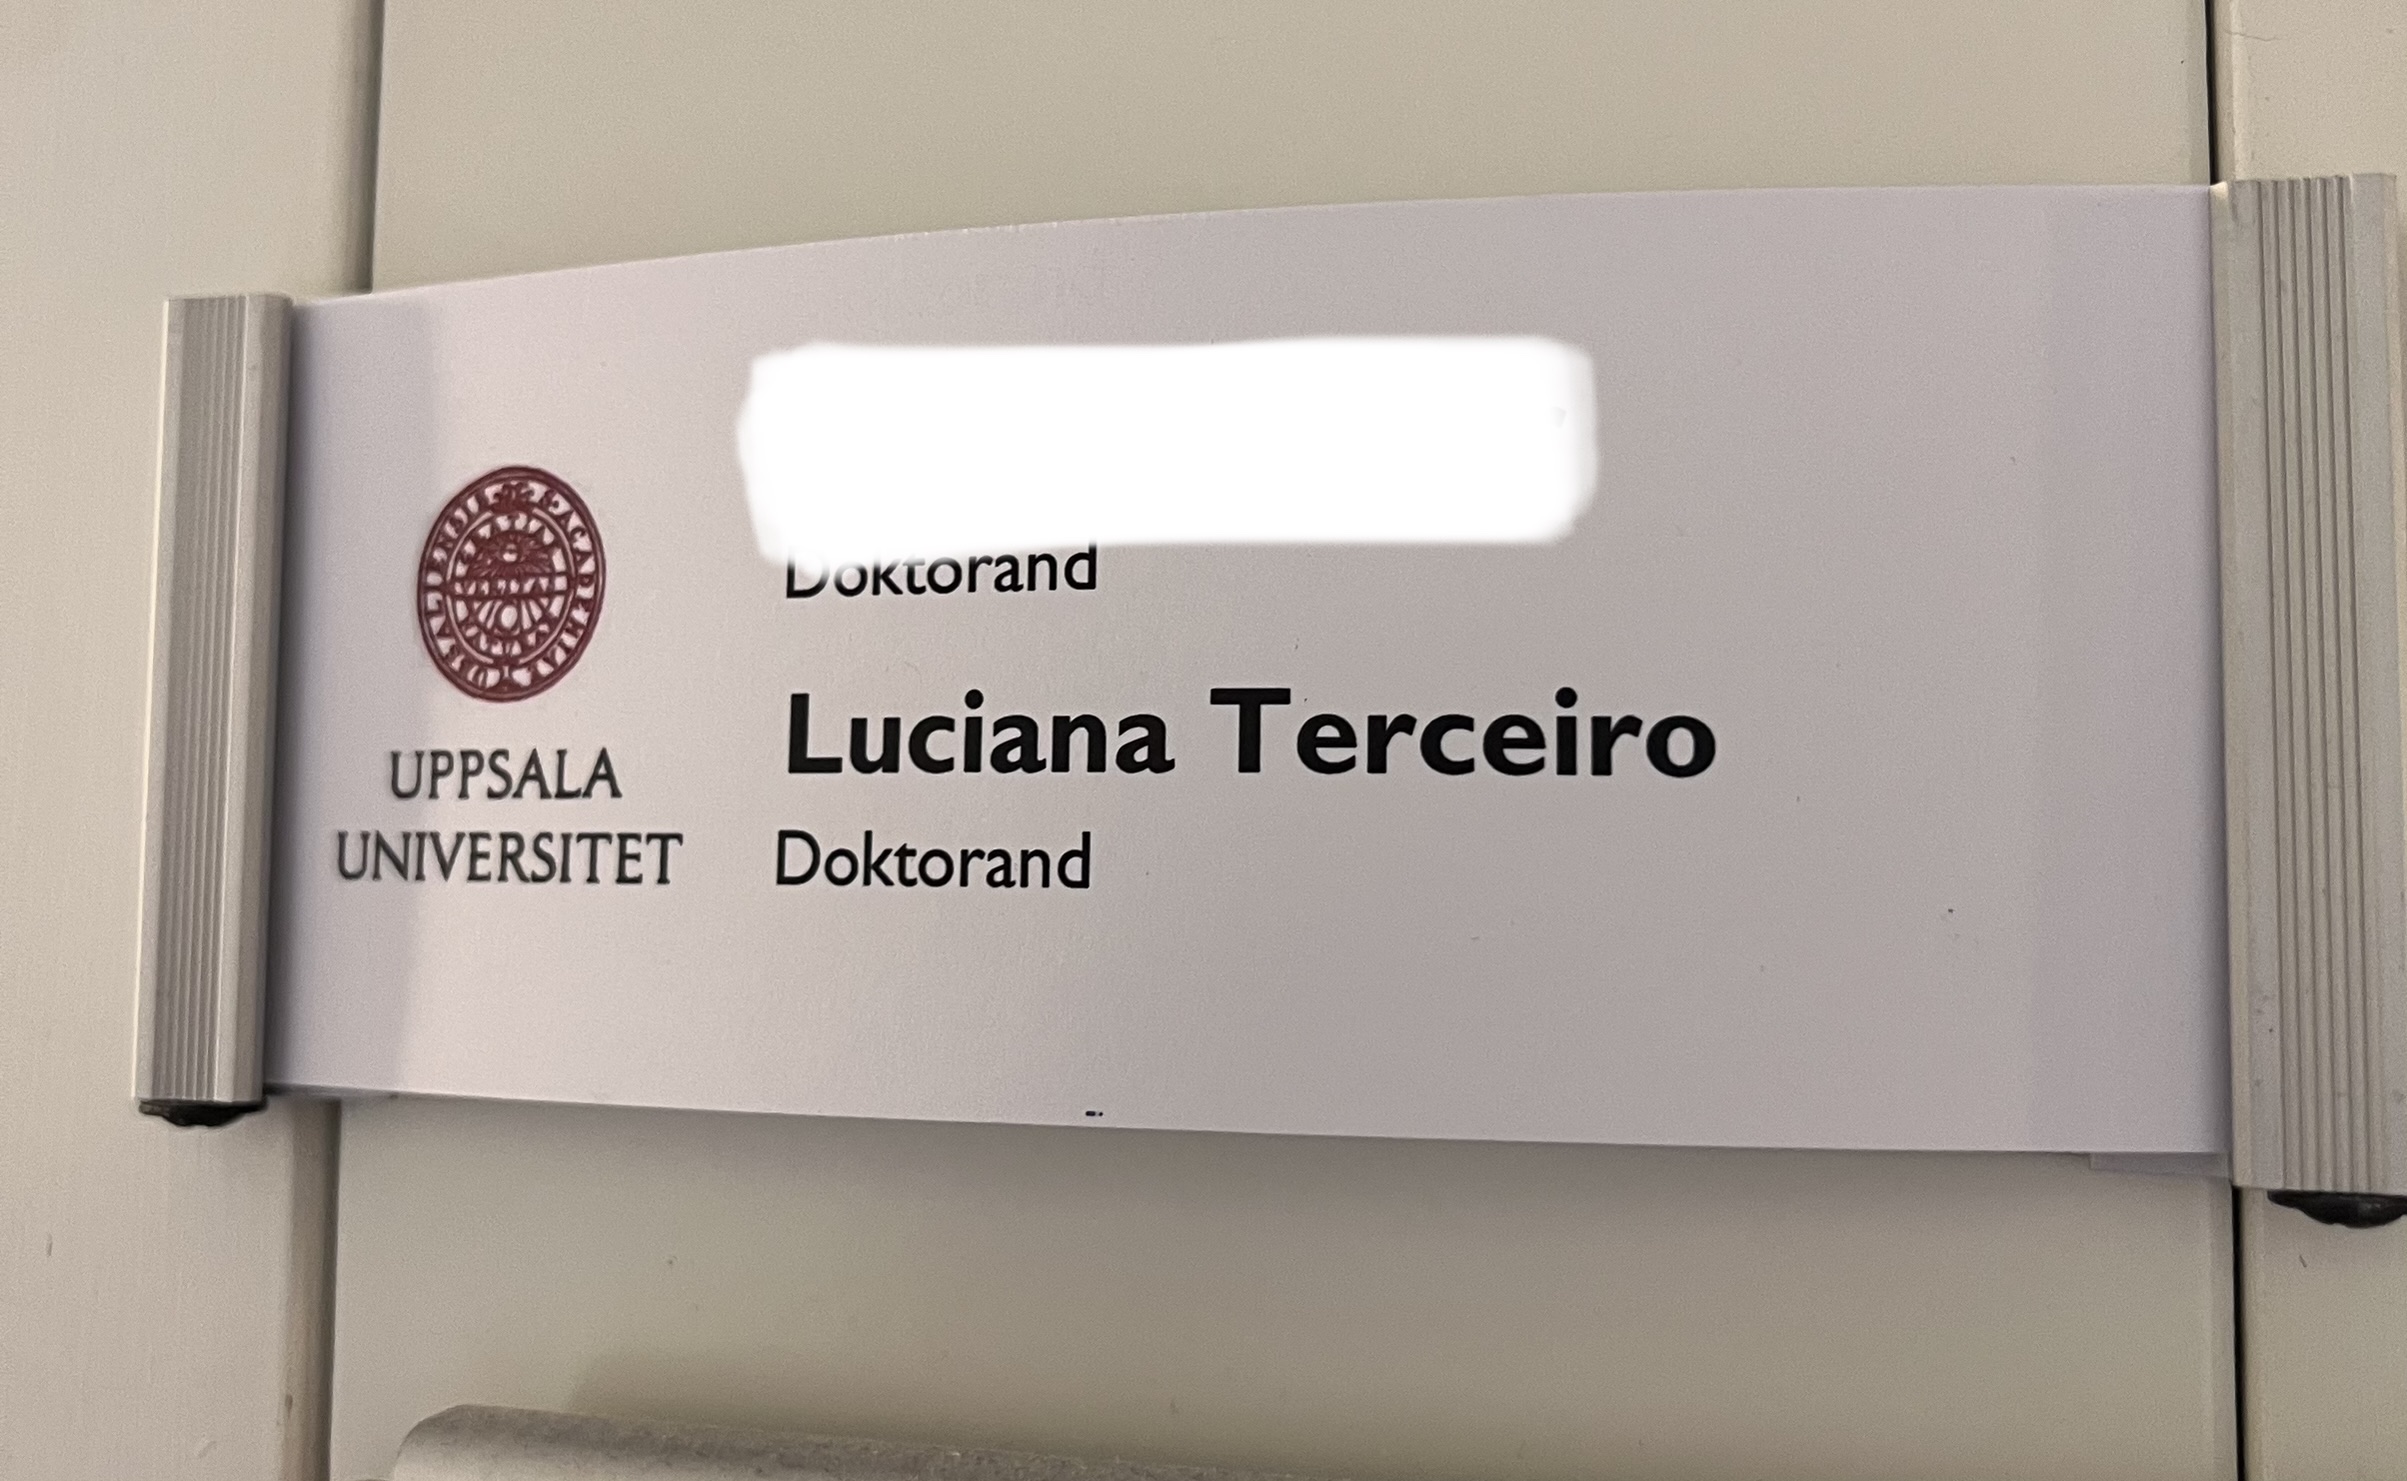 Doktorand
Luciana Terceiro
Doktorand
UPPSALA
UNIVERSITET